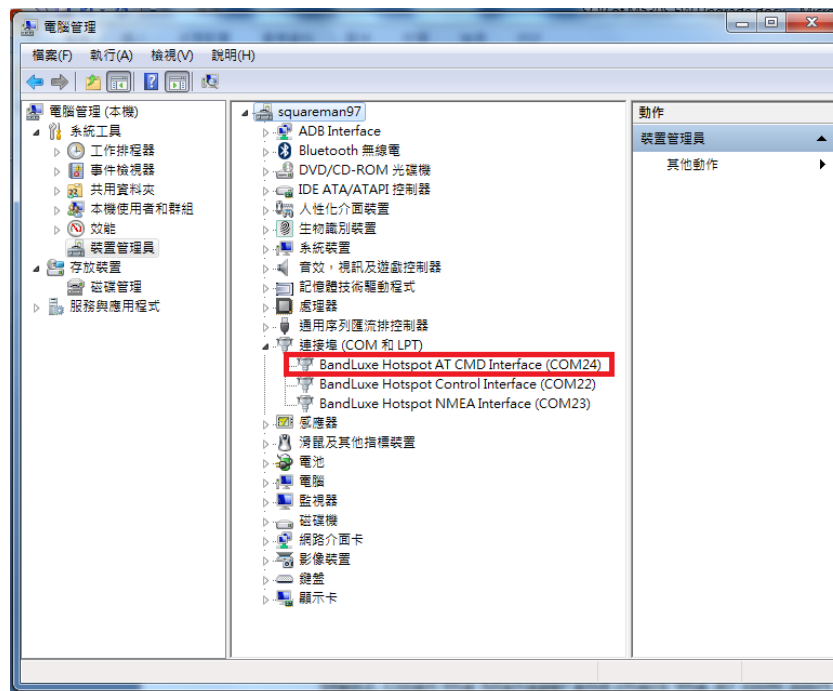 電腦管理
檔案(F) 執行(A) 檢視(V) 說明(H)
電腦管理 (本機)
系統工具
工作排程器
事件檢視器
共用資料夾
本機使用者和群組
效能
裝置管理員
存放裝置
磁碟管理
服務與應用程式
squareman97
ADB Interface
Bluetooth 無線電
DVD/CD-ROM 光碟機
IDE ATA/ATAPI 控制器
人性化介面裝置
生物識別裝置
系統裝置
音效，視訊及遊戲控制器
記憶體技術驅動程式
處理器
通用序列匯流排控制器
連接埠 (COM 和 LPT)
BandLuxe Hotspot AT CMD Interface (COM24)
BandLuxe Hotspot Control Interface (COM22)
BandLuxe Hotspot NMEA Interface (COM23)
感應器
滑鼠及其他指標裝置
電池
電腦
監視器
磁碟機
網路介面卡
影像裝置
鍵盤
顯示卡
動作
裝置管理員
其他動作